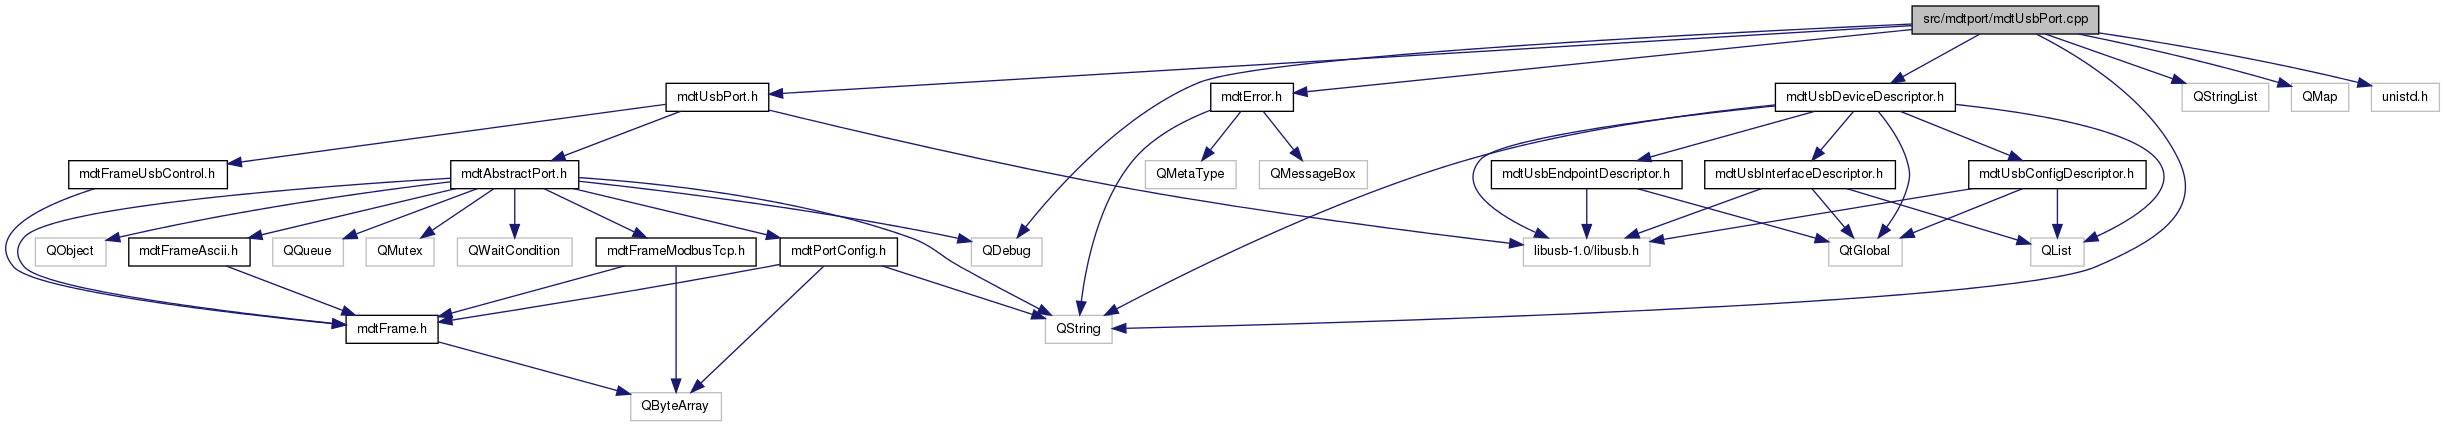 src/mdtport/mdtUsbPort.cpp
mdtUsbPort.h
mdtError.h
mdtUsbDeviceDescriptor.h
QStringList
QMap
unistd.h
mdtFrameUsbControl.h
mdtAbstractPort.h
QMetaType
QMessageBox
mdtUsbEndpointDescriptor.h
mdtUsbInterfaceDescriptor.h
mdtUsbConfigDescriptor.h
QObject
mdtFrameAscii.h
QQueue
QMutex
QWaitCondition
mdtFrameModbusTcp.h
mdtPortConfig.h
QDebug
libusb-1.0/libusb.h
QtGlobal
QList
mdtFrame.h
QString
QByteArray